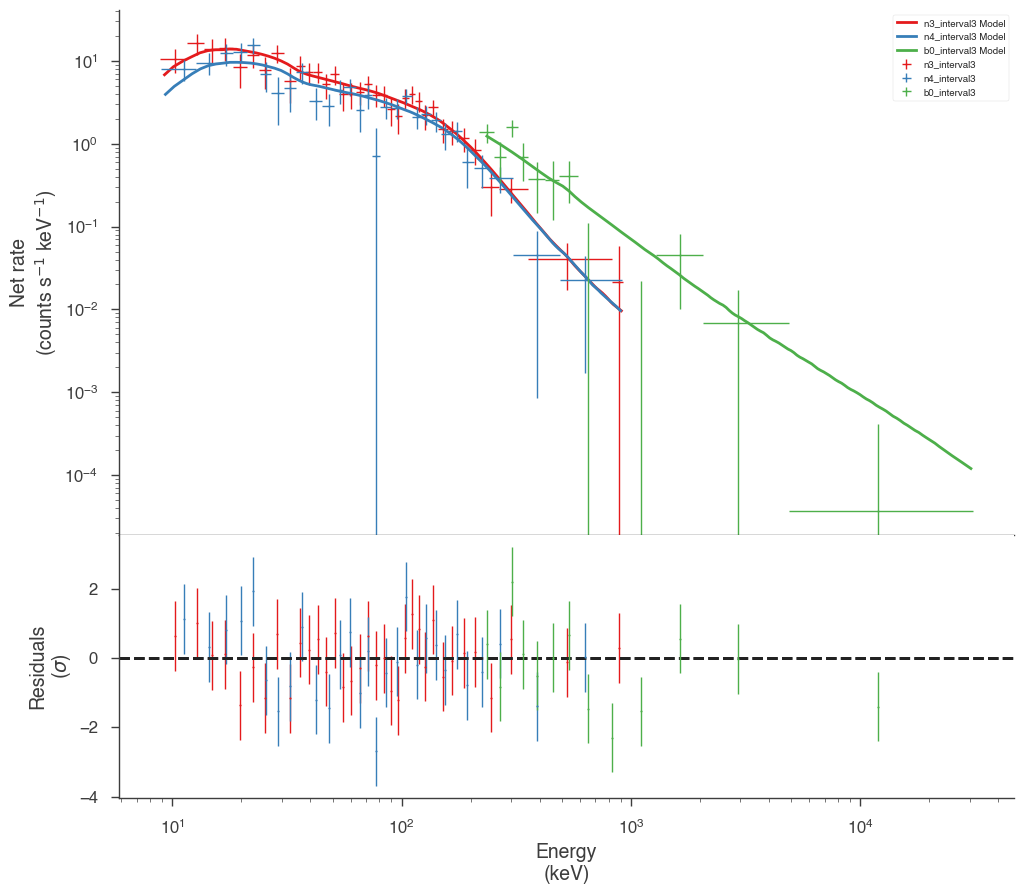 n3_interval3 Model
n4_interval3 Model
b0_interval3 Model
n3_interval3
n4_interval3
b0_interval3
10¹
10⁰
10⁻¹
10⁻²
10⁻³
10⁻⁴
Net rate
(counts s⁻¹ keV⁻¹)
2
0
−2
−4
Residuals
(σ)
10¹ 10² 10³ 10⁴
Energy
(keV)